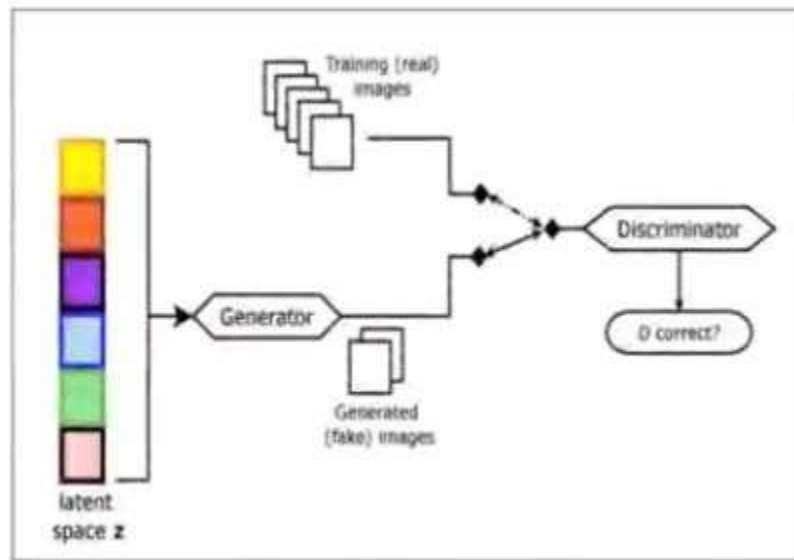 Training (real)
images
Discriminator
Generator
D correct?
Generated
(fake) images
latent
space z